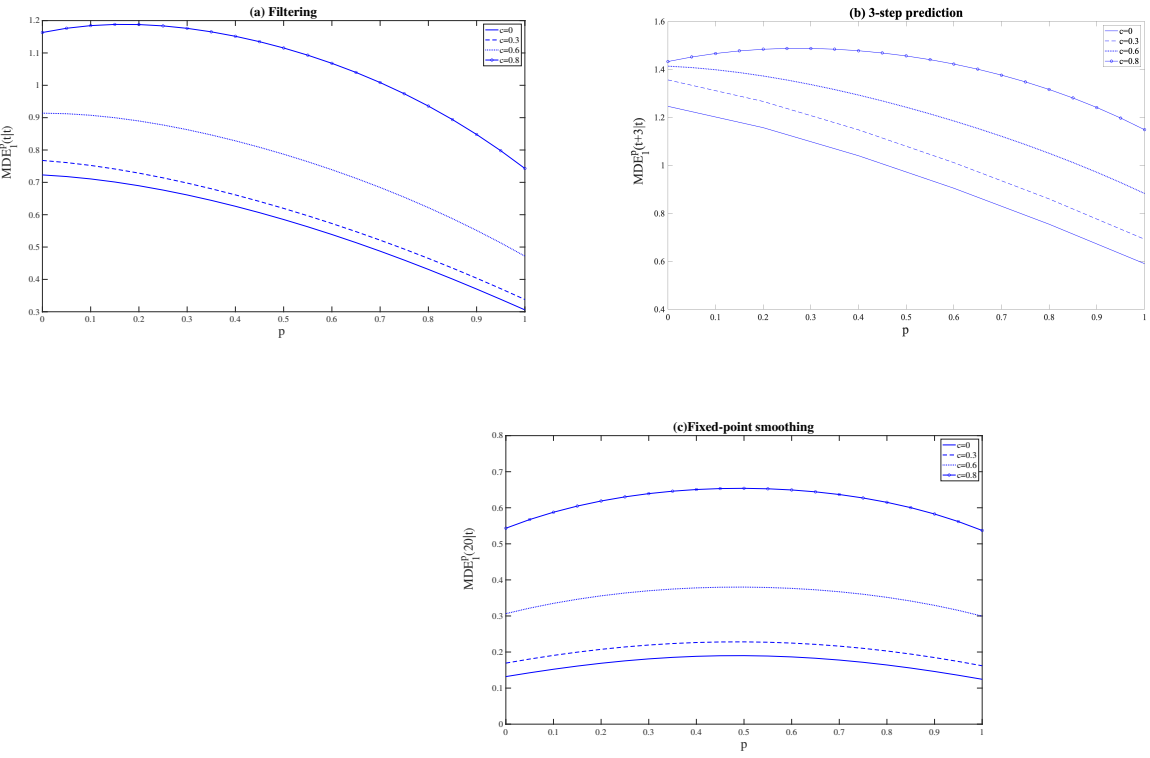 (a) Filtering
1.2
1.1
1
0.9
0.8
0.7
0.6
0.5
0.4
0.3
MDE₁ᵖ(t|t)
0 0.1 0.2 0.3 0.4 0.5 0.6 0.7 0.8 0.9 1
p
c=0
c=0.3
c=0.6
c=0.8
(b) 3-step prediction
1.6
1.4
1.2
1
0.8
0.6
0.4
MDE₁ᵖ(t+3|t)
0 0.1 0.2 0.3 0.4 0.5 0.6 0.7 0.8 0.9 1
p
c=0
c=0.3
c=0.6
c=0.8
(c)Fixed-point smoothing
0.8
0.7
0.6
0.5
0.4
0.3
0.2
0.1
0
MDE₁ᵖ(20|t)
0 0.1 0.2 0.3 0.4 0.5 0.6 0.7 0.8 0.9 1
p
c=0
c=0.3
c=0.6
c=0.8